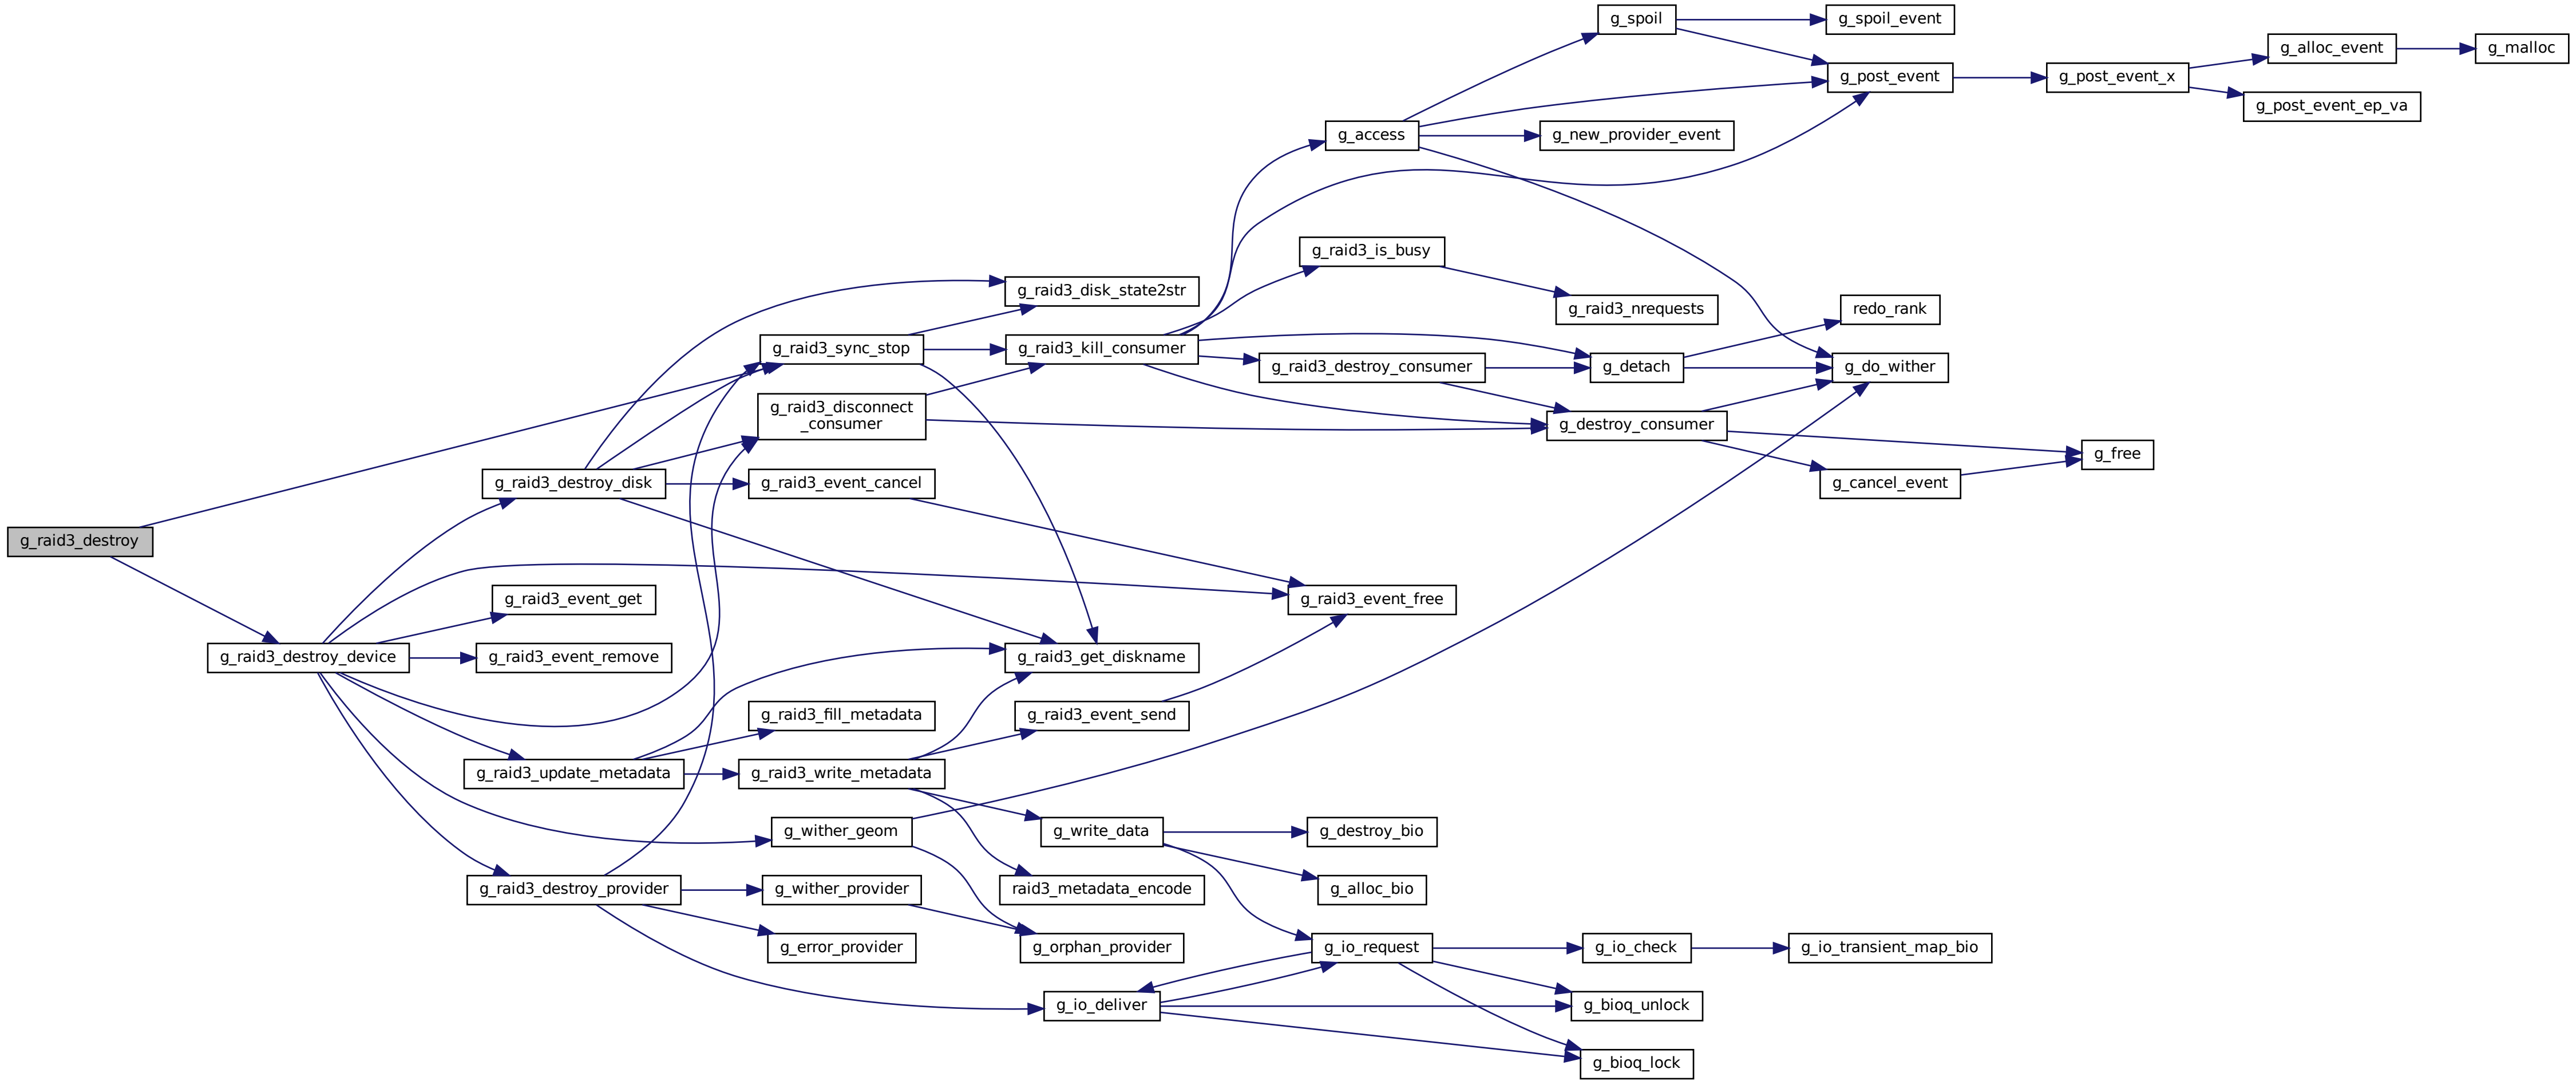 g_spoil
g_spoil_event
g_alloc_event
g_malloc
g_post_event
g_post_event_x
g_post_event_ep_va
g_access
g_new_provider_event
g_raid3_is_busy
g_raid3_disk_state2str
g_raid3_nrequests
redo_rank
g_raid3_sync_stop
g_raid3_kill_consumer
g_raid3_destroy_consumer
g_detach
g_do_wither
g_raid3_disconnect
_consumer
g_destroy_consumer
g_free
g_raid3_destroy_disk
g_raid3_event_cancel
g_cancel_event
g_raid3_destroy
g_raid3_event_get
g_raid3_event_free
g_raid3_destroy_device
g_raid3_event_remove
g_raid3_get_diskname
g_raid3_fill_metadata
g_raid3_event_send
g_raid3_update_metadata
g_raid3_write_metadata
g_wither_geom
g_write_data
g_destroy_bio
g_raid3_destroy_provider
g_wither_provider
raid3_metadata_encode
g_alloc_bio
g_error_provider
g_orphan_provider
g_io_request
g_io_check
g_io_transient_map_bio
g_io_deliver
g_bioq_unlock
g_bioq_lock